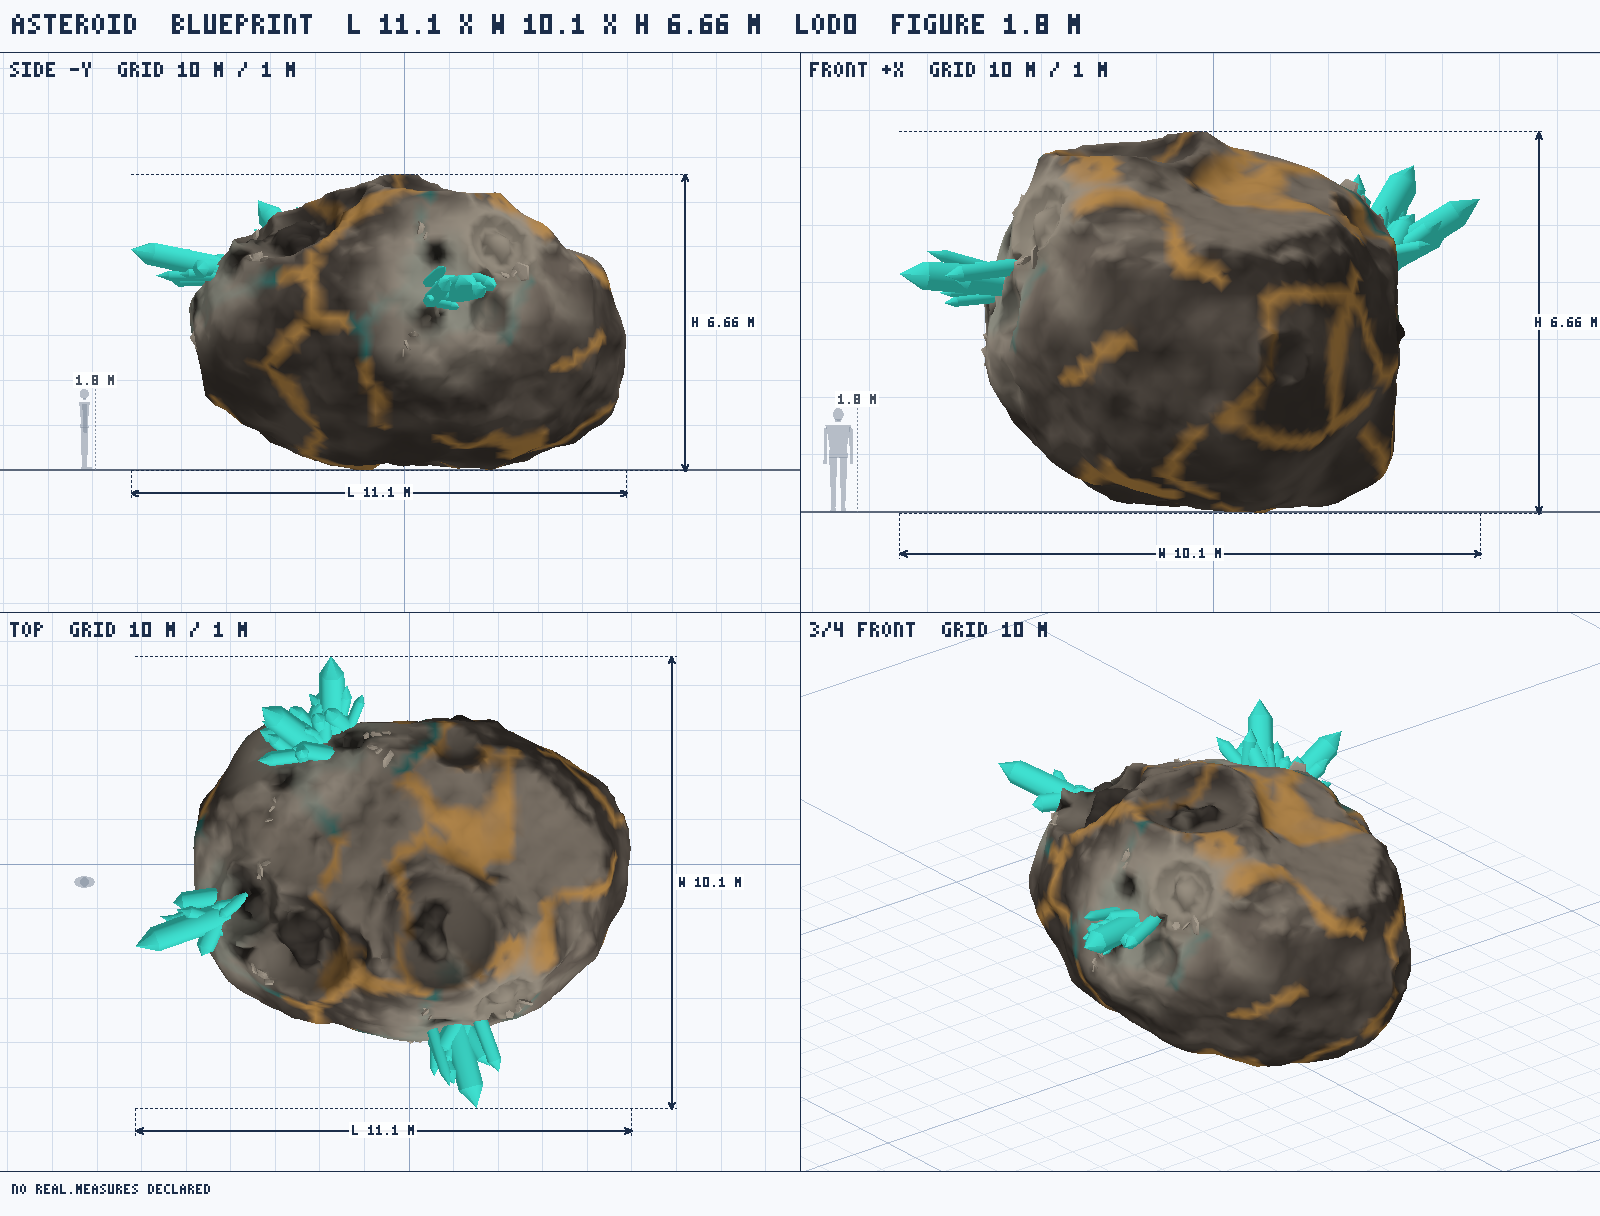 ASTEROID BLUEPRINT L 11.1 X W 10.1 X H 6.66 M LOD0 FIGURE 1.8 M
SIDE -Y GRID 10 M / 1 M
1.8 M
H 6.66 M
L 11.1 M
FRONT +X GRID 10 M / 1 M
1.8 M
H 6.66 M
W 10.1 M
TOP GRID 10 M / 1 M
W 10.1 M
L 11.1 M
3/4 FRONT GRID 10 M
NO REAL.MEASURES DECLARED